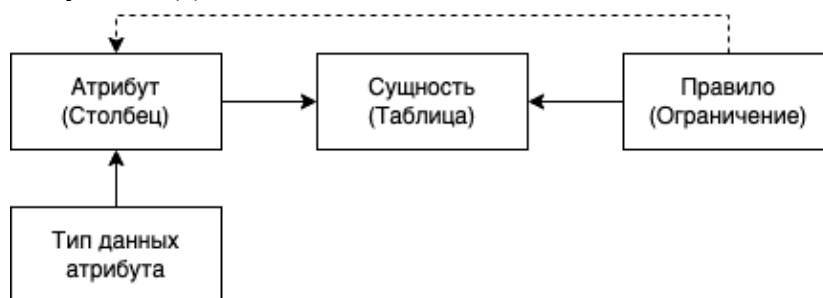 Атрибут
(Столбец)
Сущность
(Таблица)
Правило
(Ограничение)
Тип данных
атрибута